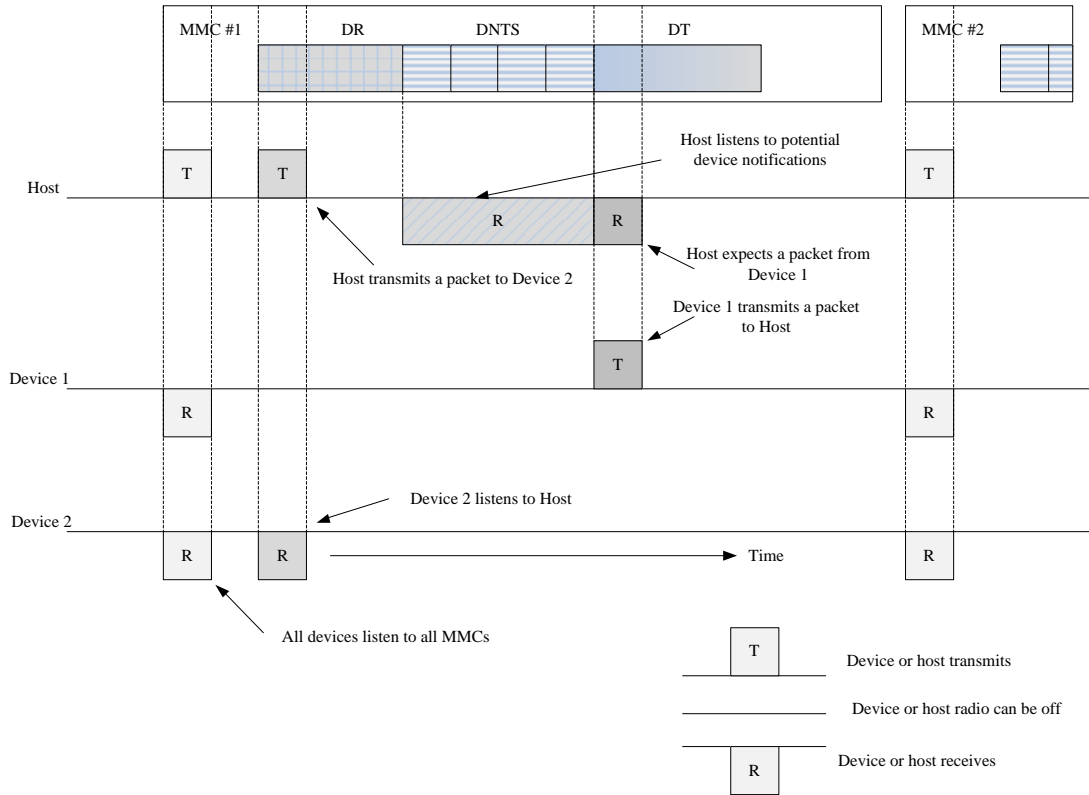 MMC #1
DR
DNTS
DT
MMC #2
Host listens to potential
device notifications
T
T
T
Host
R
R
Host transmits a packet to Device 2
Host expects a packet from
Device 1
Device 1 transmits a packet
to Host
T
Device 1
R
R
Device 2 listens to Host
Device 2
R
R
Time
R
All devices listen to all MMCs
T
Device or host transmits
Device or host radio can be off
Device or host receives
R